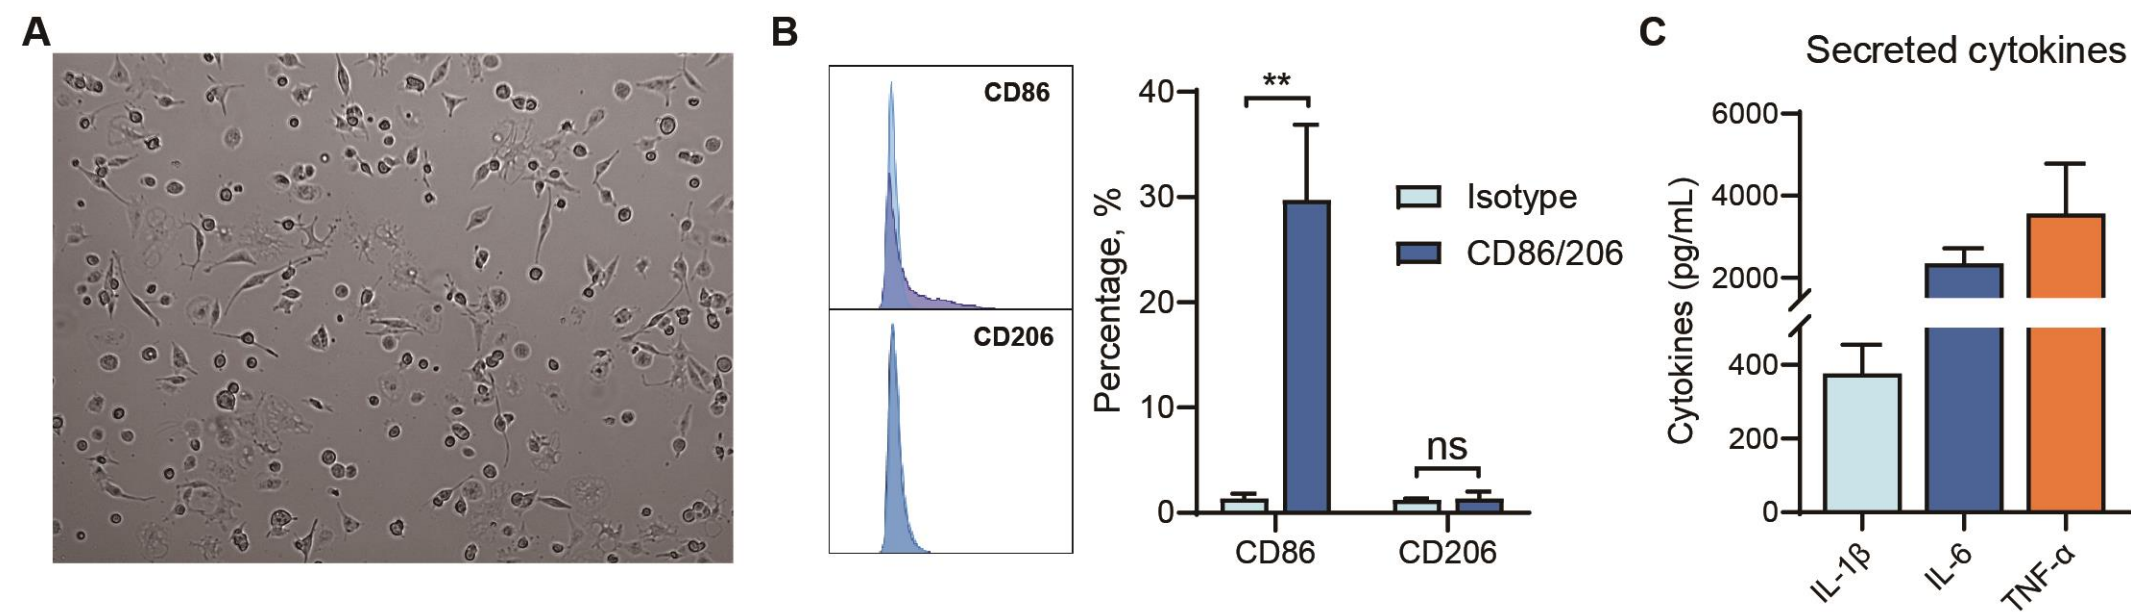 A
B
CD86
CD206
Percentage, %
40
30
20
10
0
**
ns
CD86
CD206
Isotype
CD86/206
C
Secreted cytokines
Cytokines (pg/mL)
6000
4000
2000
400
200
0
IL-1β
IL-6
TNF-α